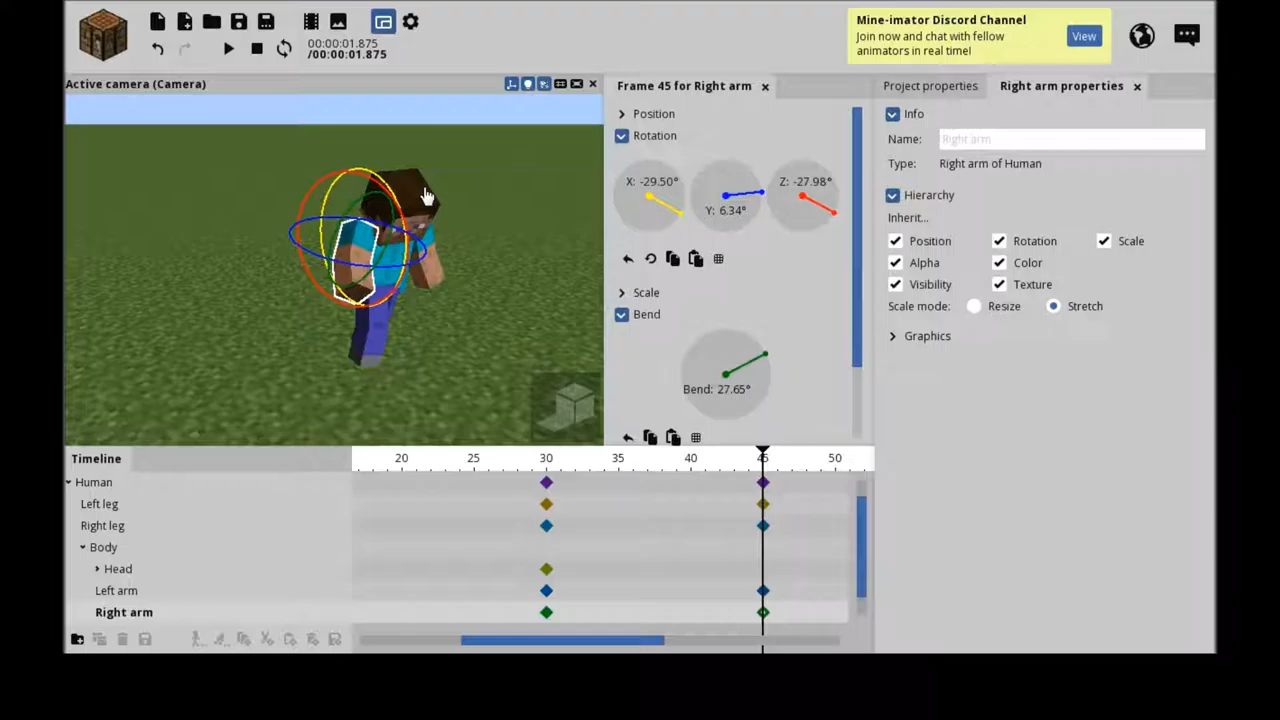 00:00:01.875
/00:00:01.875
Mine-imator Discord Channel
Join now and chat with fellow
animators in real time!
View
Active camera (Camera)
Frame 45 for Right arm
Position
Rotation
X: -29.50°
Y: 6.34°
Z: -27.98°
Scale
Bend
Bend: 27.65°
Project properties
Right arm properties
Info
Name: Right arm
Type: Right arm of Human
Hierarchy
Inherit...
Position Rotation Scale
Alpha Color
Visibility Texture
Scale mode: Resize Stretch
Graphics
Timeline
20 25 30 35 40 45 50
Human
Left leg
Right leg
Body
Head
Left arm
Right arm